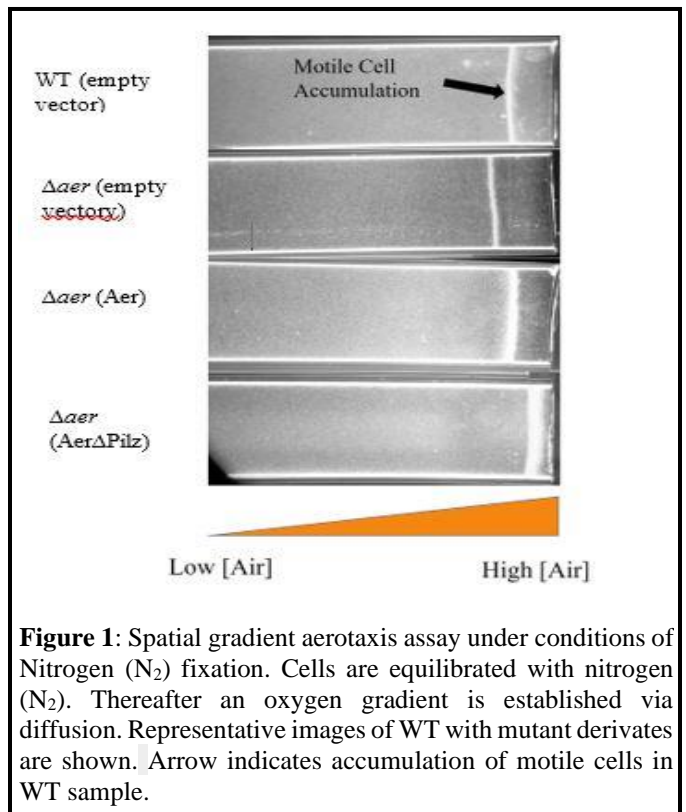 WT (empty
vector)
Motile Cell
Accumulation
Δaer (empty
vectory)
Δaer (Aer)
Δaer
(AerΔPilz)
Low [Air]
High [Air]
Figure 1: Spatial gradient aerotaxis assay under conditions of
Nitrogen (N₂) fixation. Cells are equilibrated with nitrogen
(N₂). Thereafter an oxygen gradient is established via
diffusion. Representative images of WT with mutant derivates
are shown. Arrow indicates accumulation of motile cells in
WT sample.